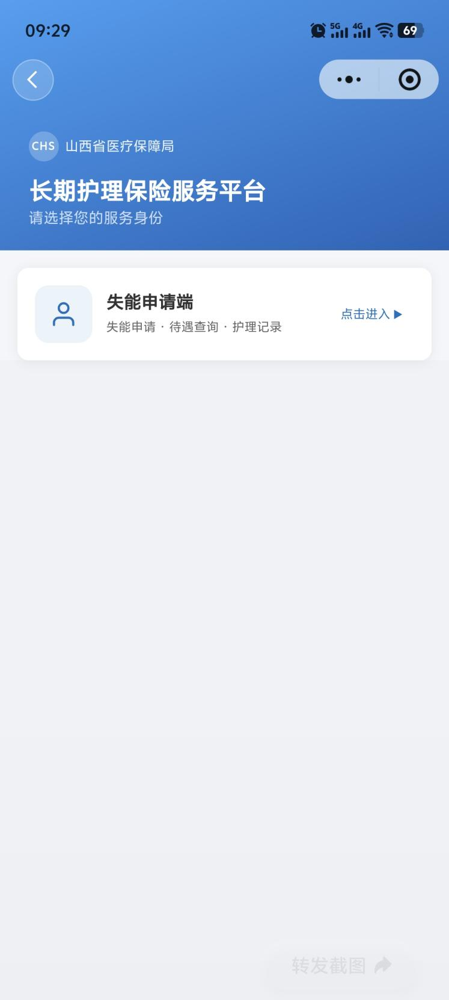 09:29
5G 4G 69
CHS 山西省医疗保障局
长期护理保险服务平台
请选择您的服务身份
失能申请端
失能申请 · 待遇查询 · 护理记录
点击进入
转发截图